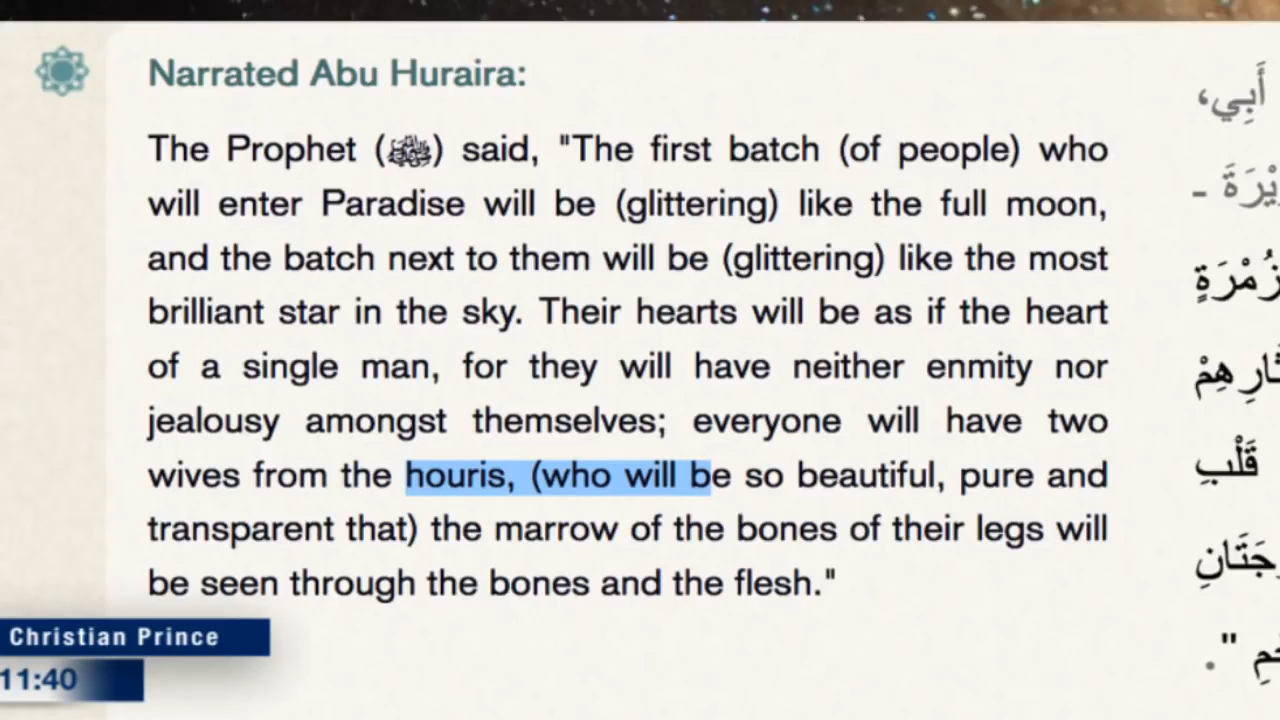 Narrated Abu Huraira:
The Prophet (ﷺ) said, "The first batch (of people) who
will enter Paradise will be (glittering) like the full moon,
and the batch next to them will be (glittering) like the most
brilliant star in the sky. Their hearts will be as if the heart
of a single man, for they will have neither enmity nor
jealousy amongst themselves; everyone will have two
wives from the houris, (who will be so beautiful, pure and
transparent that) the marrow of the bones of their legs will
be seen through the bones and the flesh."
أَبِي،
زُمْرَةٍ
قَلْبِ
Christian Prince
11:40